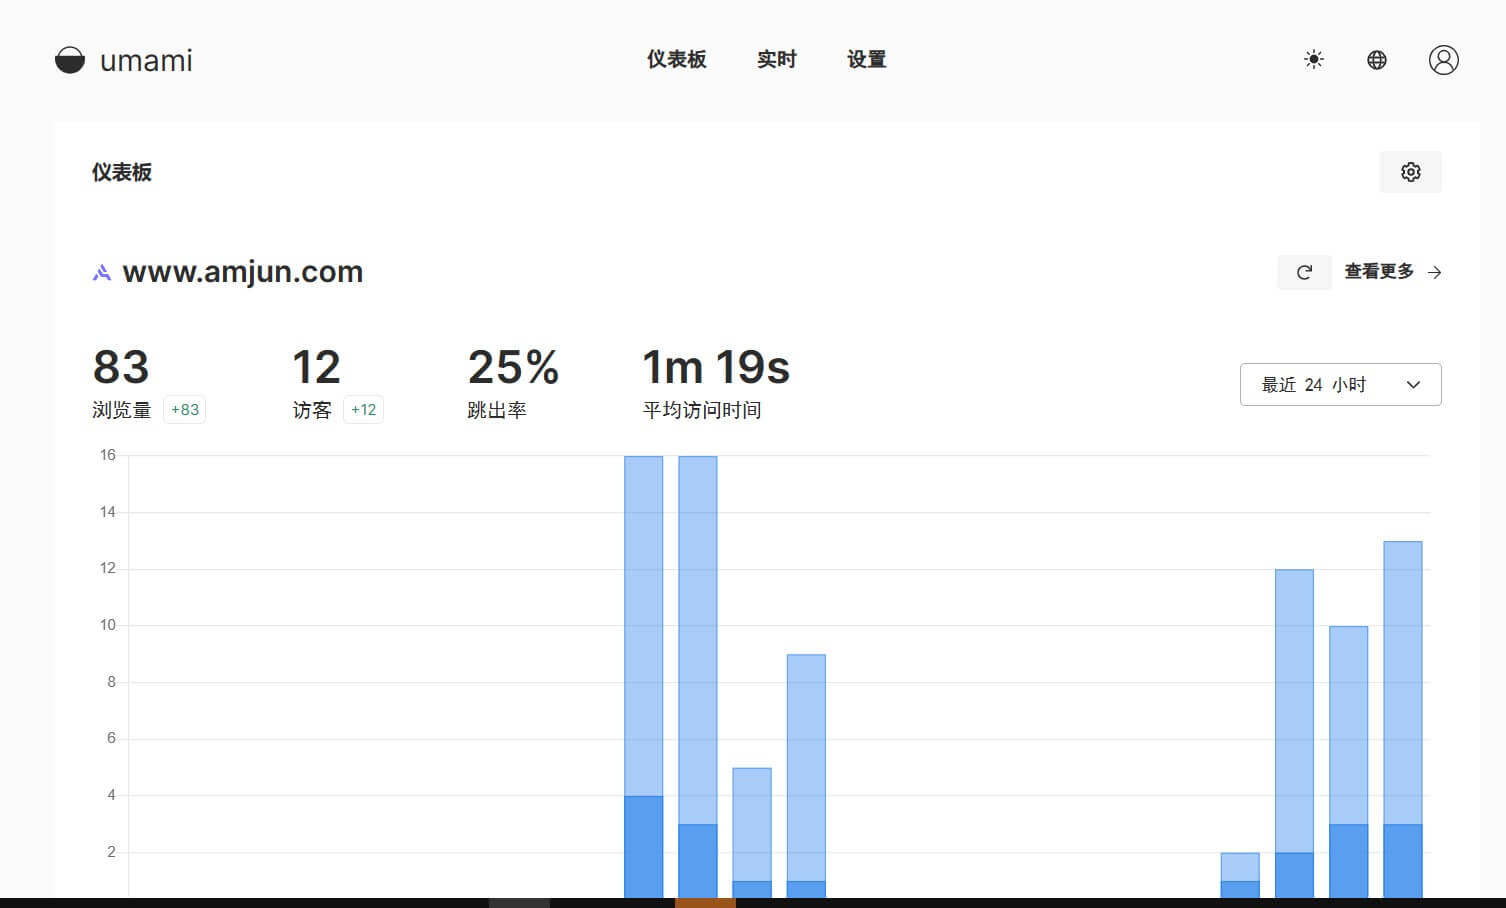 umami
仪表板 实时 设置
仪表板
www.amjun.com
查看更多
83 12 25% 1m 19s
浏览量 +83 访客 +12 跳出率 平均访问时间
最近 24 小时
16
14
12
10
8
6
4
2